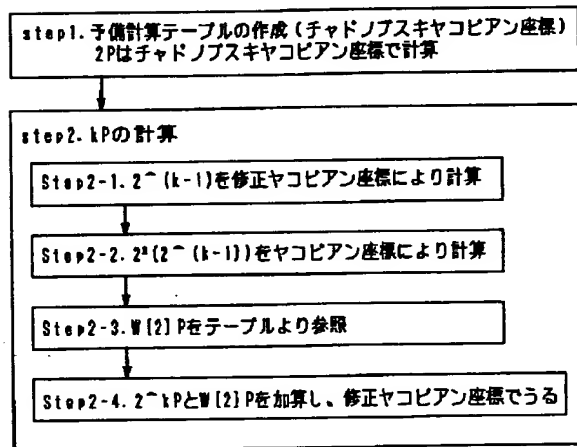 step1.予備計算テーブルの作成(チャドノブスキヤコビアン座標)
2Pはチャドノブスキヤコビアン座標で計算
step2.kPの計算
Step2-1.2^(k-1)を修正ヤコビアン座標により計算
Step2-2.2*(2^(k-1))をヤコビアン座標により計算
Step2-3.W[2]Pをテーブルより参照
Step2-4.2^kPとW[2]Pを加算し、修正ヤコビアン座標でうる